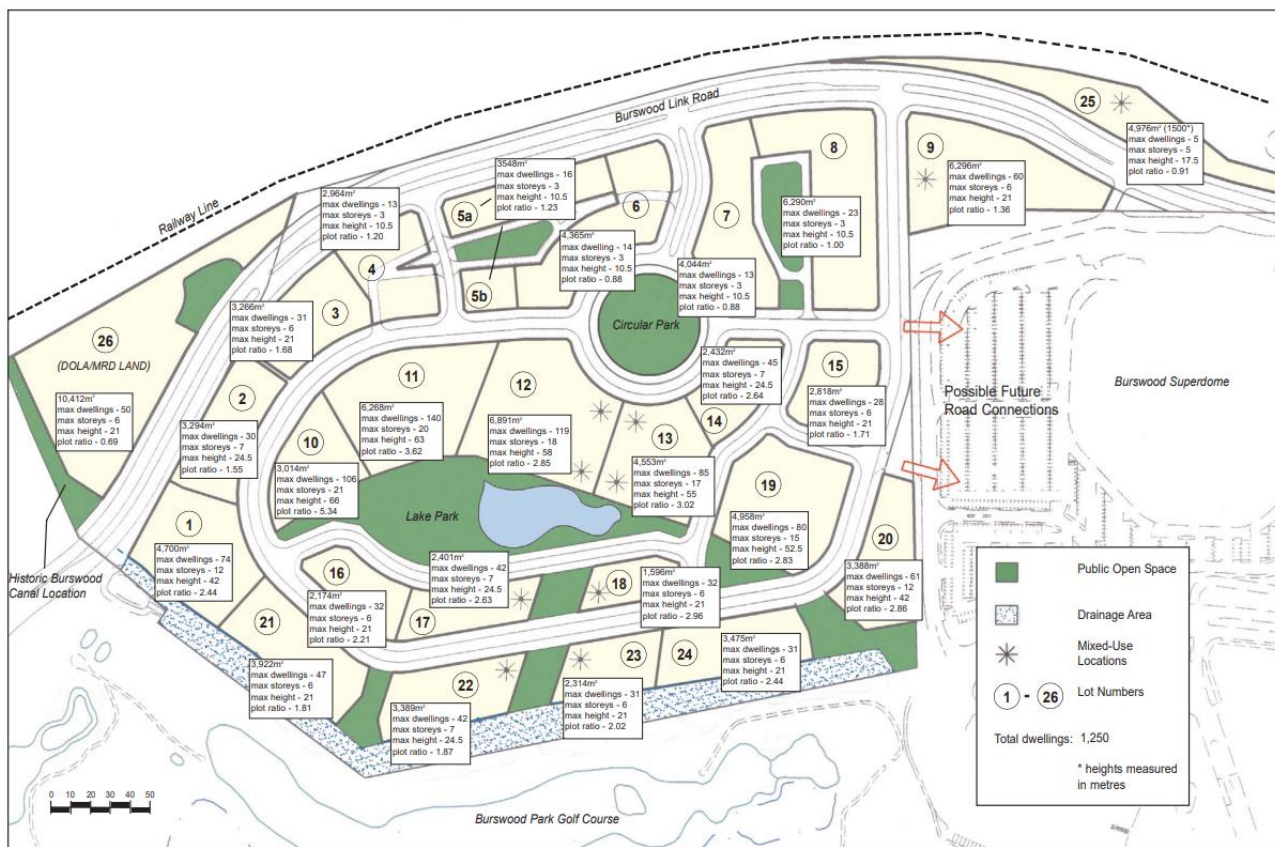 Burswood Link Road
Railway Line
25
4,976m² (1500*)
max dwellings - 5
max storeys - 5
max height - 17.5
plot ratio - 0.91
9
6,296m²
max dwellings - 60
max storeys - 6
max height - 21
plot ratio - 1.36
8
6,290m²
max dwellings - 23
max storeys - 3
max height - 10.5
plot ratio - 1.00
7
4,044m²
max dwellings - 13
max storeys - 3
max height - 10.5
plot ratio - 0.88
6
4,365m²
max dwelling - 14
max storeys - 3
max height - 10.5
plot ratio - 0.88
5a
5b
3548m²
max dwellings - 16
max storeys - 3
max height - 10.5
plot ratio - 1.23
4
2,964m²
max dwellings - 13
max storeys - 3
max height - 10.5
plot ratio - 1.20
3
3,266m²
max dwellings - 31
max storeys - 6
max height - 21
plot ratio - 1.68
26
(DOLA/MRD LAND)
10,412m²
max dwellings - 50
max storeys - 6
max height - 21
plot ratio - 0.69
2
3,294m²
max dwellings - 30
max storeys - 7
max height - 24.5
plot ratio - 1.55
10
3,014m²
max dwellings - 106
max storeys - 21
max height - 66
plot ratio - 5.34
11
6,268m²
max dwellings - 140
max storeys - 20
max height - 63
plot ratio - 3.62
12
6,891m²
max dwellings - 119
max storeys - 18
max height - 58
plot ratio - 2.85
Circular Park
13
4,553m²
max dwellings - 85
max storeys - 17
max height - 55
plot ratio - 3.02
14
2,432m²
max dwellings - 45
max storeys - 7
max height - 24.5
plot ratio - 2.64
15
2,818m²
max dwellings - 28
max storeys - 6
max height - 21
plot ratio - 1.71
Possible Future
Road Connections
Burswood Superdome
19
4,958m²
max dwellings - 80
max storeys - 15
max height - 52.5
plot ratio - 2.83
20
3,388m²
max dwellings - 61
max storeys - 12
max height - 42
plot ratio - 2.86
Lake Park
1
4,700m²
max dwellings - 74
max storeys - 12
max height - 42
plot ratio - 2.44
Historic Burswood
Canal Location
16
2,174m²
max dwellings - 32
max storeys - 6
max height - 21
plot ratio - 2.21
17
2,401m²
max dwellings - 42
max storeys - 7
max height - 24.5
plot ratio - 2.63
18
1,596m²
max dwellings - 32
max storeys - 6
max height - 21
plot ratio - 2.96
21
3,922m²
max dwellings - 47
max storeys - 6
max height - 21
plot ratio - 1.81
22
3,389m²
max dwellings - 42
max storeys - 7
max height - 24.5
plot ratio - 1.87
23
2,314m²
max dwellings - 31
max storeys - 6
max height - 21
plot ratio - 2.02
24
3,475m²
max dwellings - 31
max storeys - 6
max height - 21
plot ratio - 2.44
Public Open Space
Drainage Area
Mixed-Use
Locations
1 - 26 Lot Numbers
Total dwellings: 1,250
* heights measured
in metres
0 10 20 30 40 50
Burswood Park Golf Course